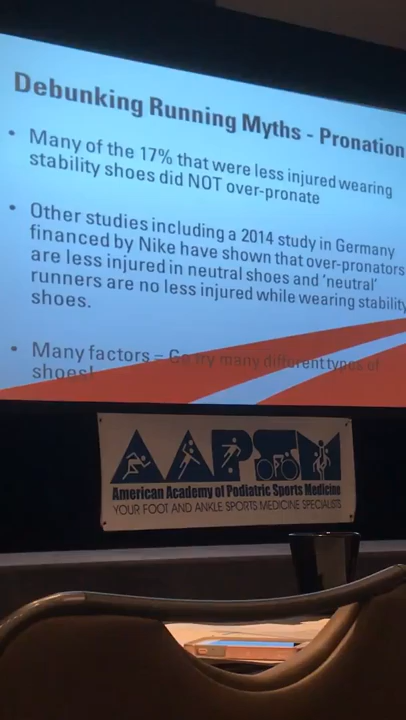 Debunking Running Myths - Pronation
• Many of the 17% that were less injured wearing
stability shoes did NOT over-pronate
• Other studies including a 2014 study in Germany
financed by Nike have shown that over-pronators
are less injured in neutral shoes and ‘neutral’
runners are no less injured while wearing stability
shoes.
• Many factors – Go try many different types of
shoes!
AAPSM
American Academy of Podiatric Sports Medicine
YOUR FOOT AND ANKLE SPORTS MEDICINE SPECIALISTS